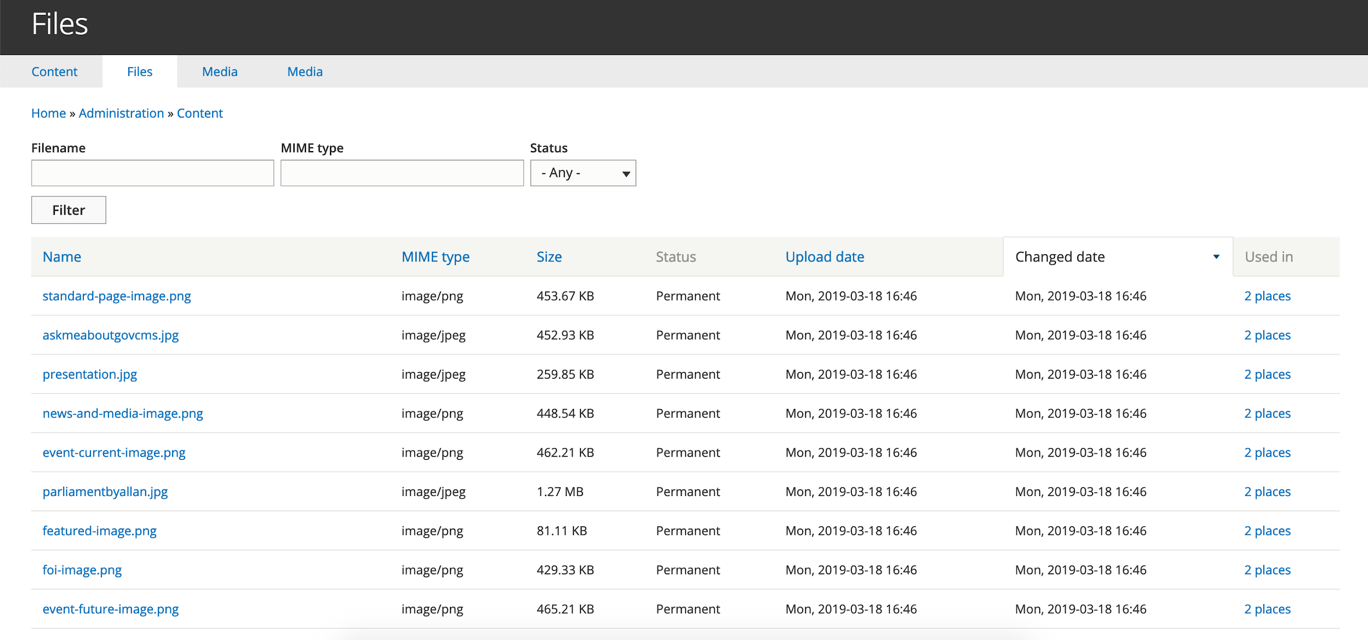 Files
Content Files Media Media
Home » Administration » Content
Filename MIME type Status
- Any -
Filter
Name MIME type Size Status Upload date Changed date Used in
standard-page-image.png image/png 453.67 KB Permanent Mon, 2019-03-18 16:46 Mon, 2019-03-18 16:46 2 places
askmeaboutgovcms.jpg image/jpeg 452.93 KB Permanent Mon, 2019-03-18 16:46 Mon, 2019-03-18 16:46 2 places
presentation.jpg image/jpeg 259.85 KB Permanent Mon, 2019-03-18 16:46 Mon, 2019-03-18 16:46 2 places
news-and-media-image.png image/png 448.54 KB Permanent Mon, 2019-03-18 16:46 Mon, 2019-03-18 16:46 2 places
event-current-image.png image/png 462.21 KB Permanent Mon, 2019-03-18 16:46 Mon, 2019-03-18 16:46 2 places
parliamentbyallan.jpg image/jpeg 1.27 MB Permanent Mon, 2019-03-18 16:46 Mon, 2019-03-18 16:46 2 places
featured-image.png image/png 81.11 KB Permanent Mon, 2019-03-18 16:46 Mon, 2019-03-18 16:46 2 places
foi-image.png image/png 429.33 KB Permanent Mon, 2019-03-18 16:46 Mon, 2019-03-18 16:46 2 places
event-future-image.png image/png 465.21 KB Permanent Mon, 2019-03-18 16:46 Mon, 2019-03-18 16:46 2 places